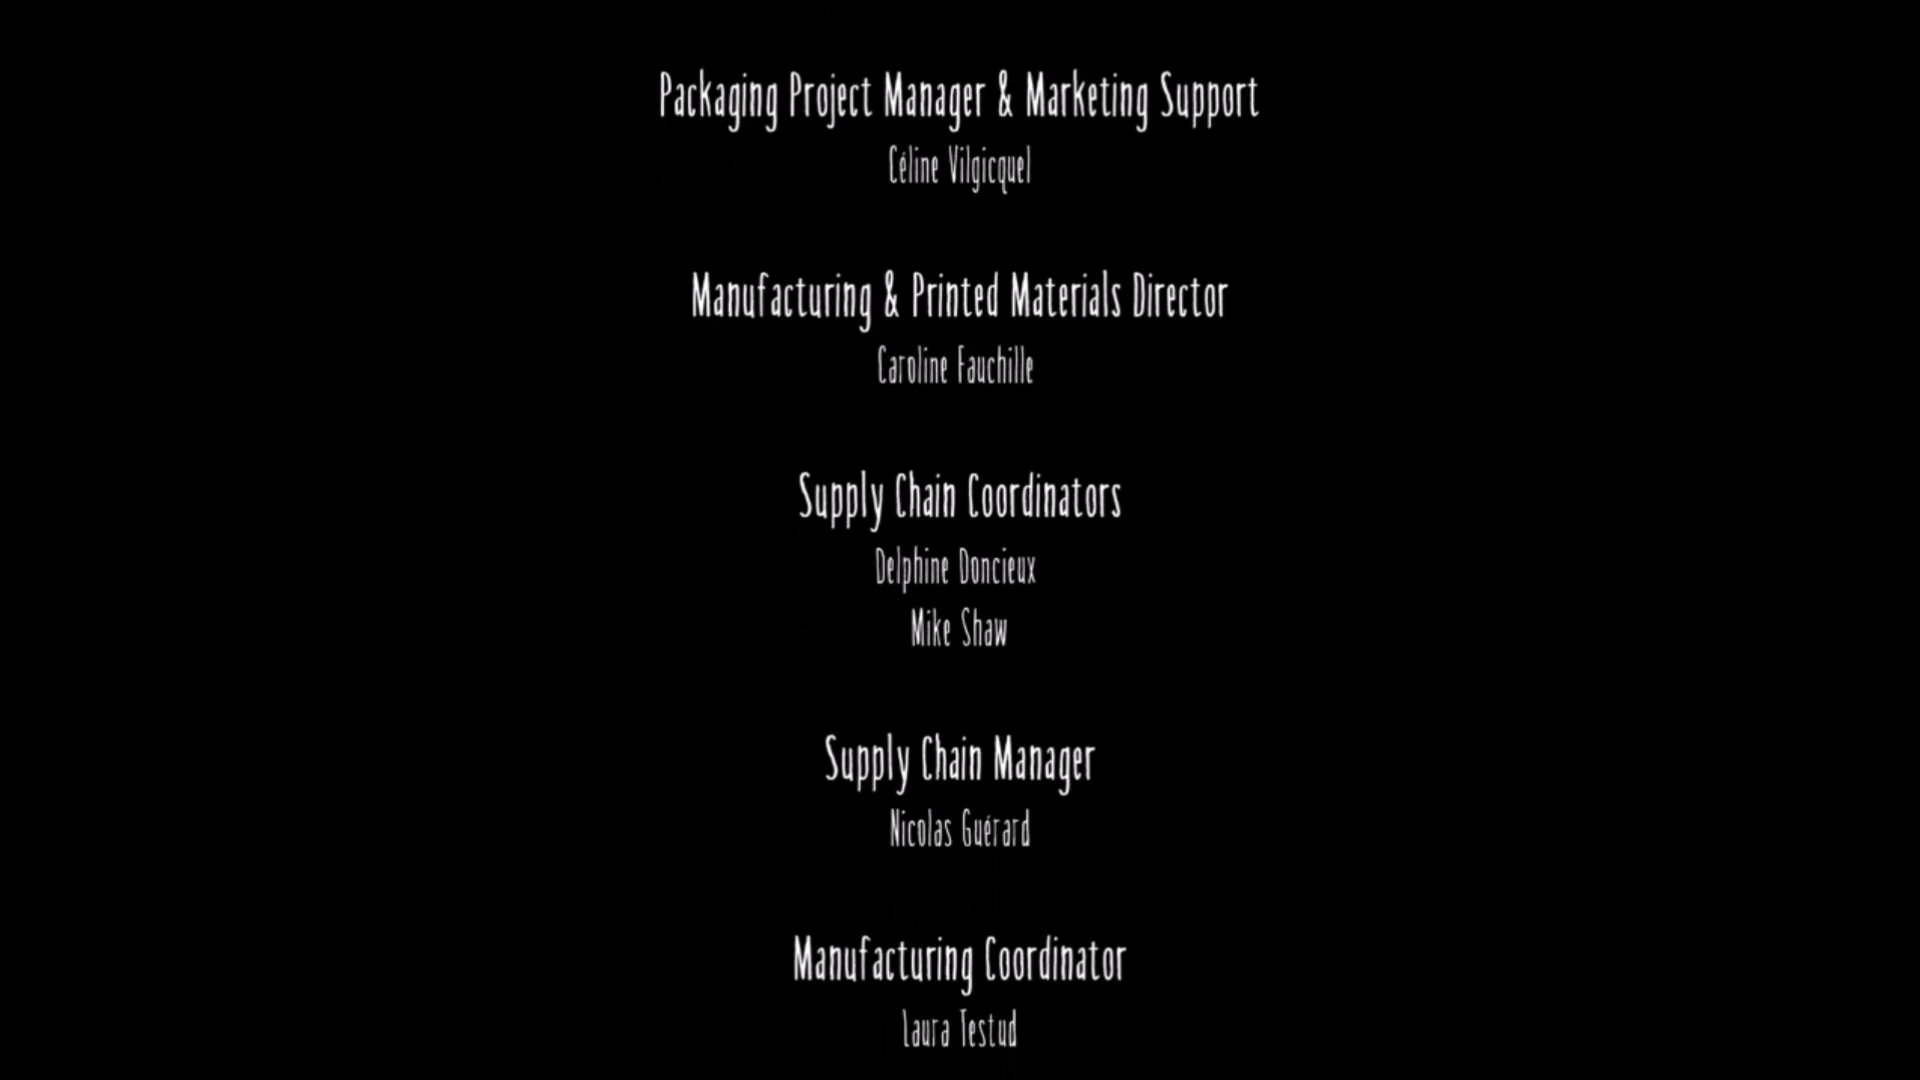 Packaging Project Manager & Marketing Support
Céline Vilgicquel
Manufacturing & Printed Materials Director
Caroline Fauchille
Supply Chain Coordinators
Delphine Doncieux
Mike Shaw
Supply Chain Manager
Nicolas Guérard
Manufacturing Coordinator
Laura Testud